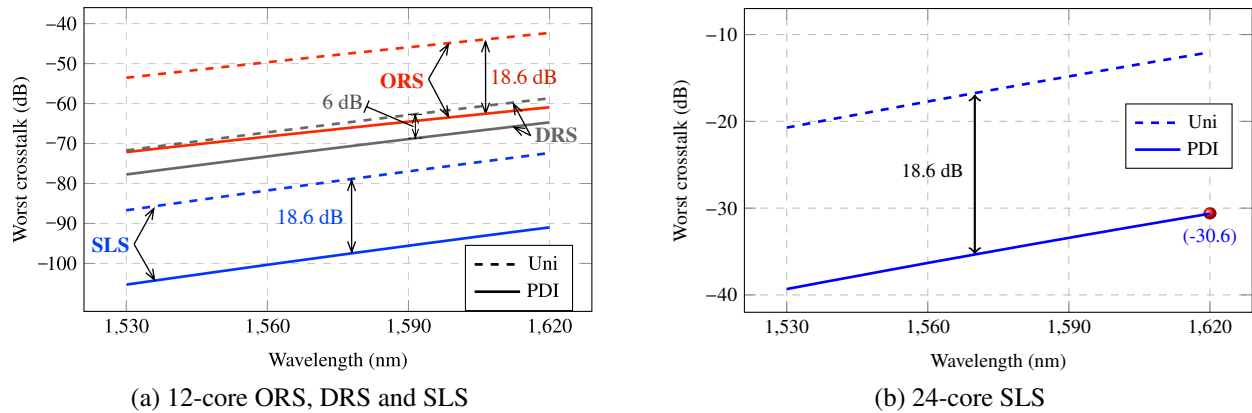 Worst crosstalk (dB)
−40
−50
−60
−70
−80
−90
−100
ORS
18.6 dB
6 dB
DRS
18.6 dB
SLS
Uni
PDI
1,530
1,560
1,590
1,620
Wavelength (nm)
(a) 12-core ORS, DRS and SLS
Worst crosstalk (dB)
−10
−20
−30
−40
Uni
PDI
18.6 dB
(-30.6)
1,530
1,560
1,590
1,620
Wavelength (nm)
(b) 24-core SLS